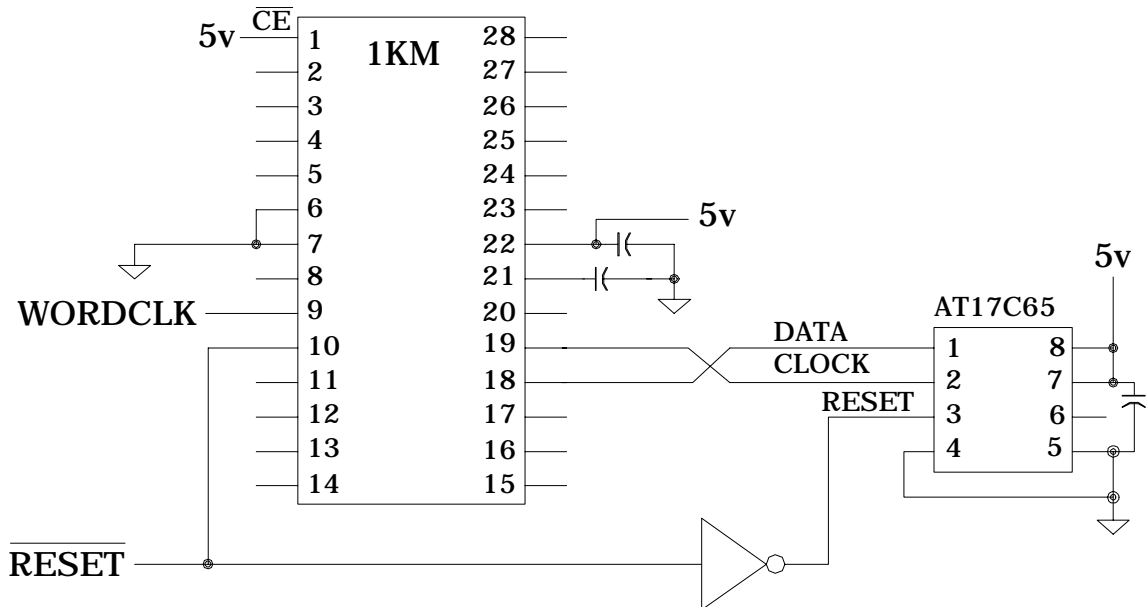 CE
5v
1KM
1 28
2 27
3 26
4 25
5 24
6 23
5v
7 22
8 21
5v
WORDCLK
9 20
AT17C65
10 19
DATA
1 8
11 18
CLOCK
2 7
12 17
RESET
3 6
13 16
4 5
14 15
RESET